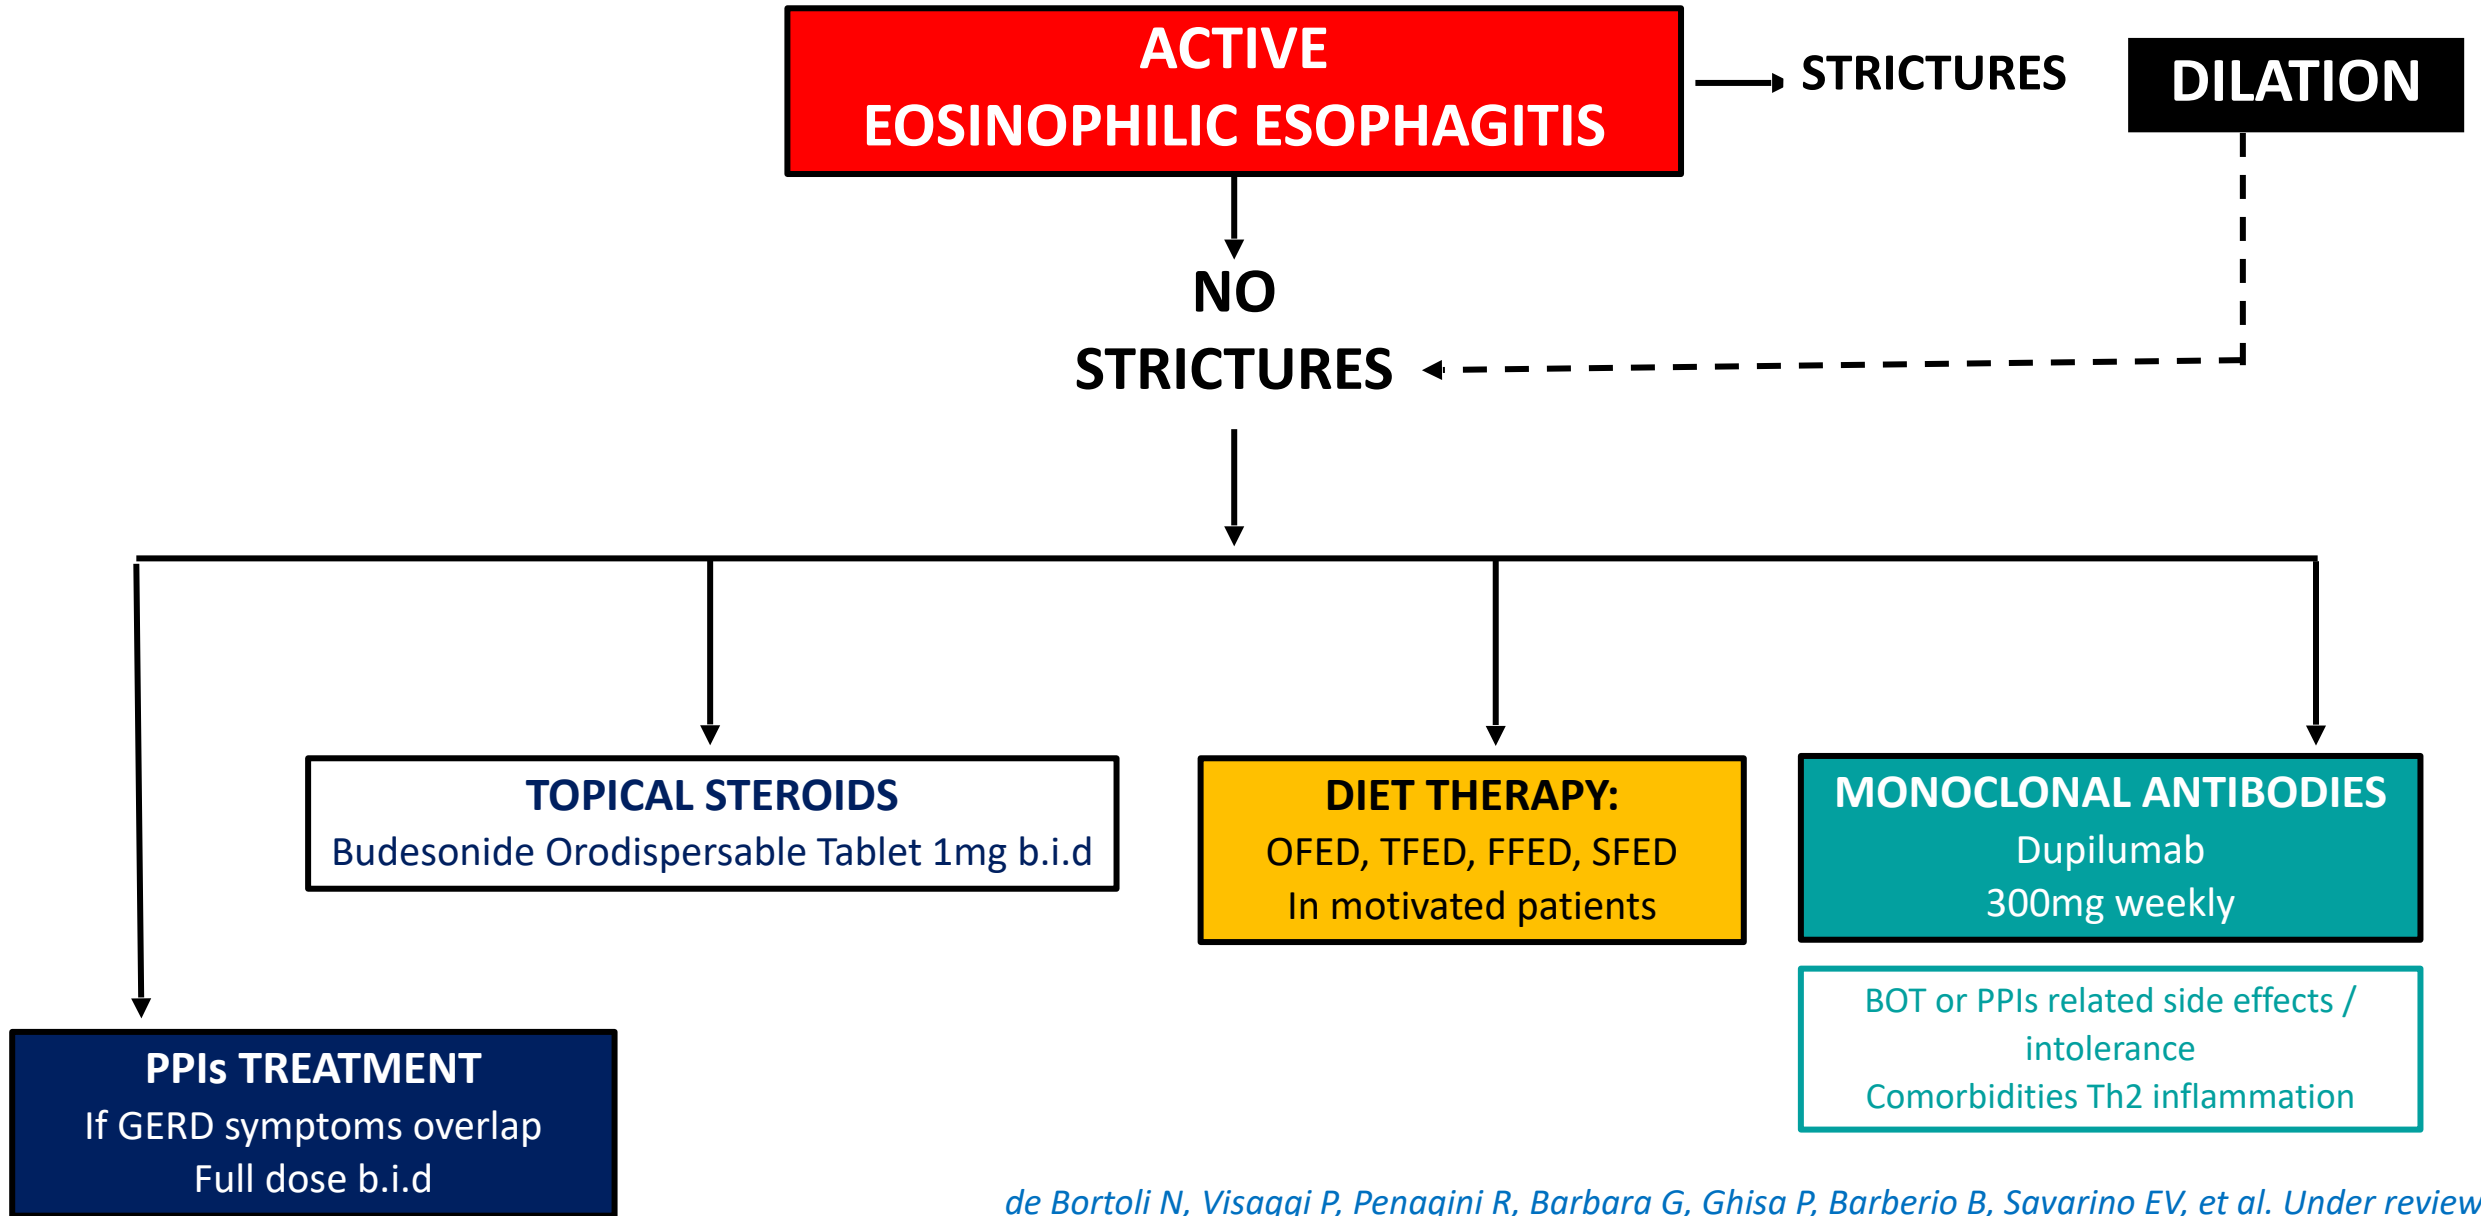 ACTIVE
EOSINOPHILIC ESOPHAGITIS
STRICTURES
DILATION
NO
STRICTURES
TOPICAL STEROIDS
Budesonide Orodispersable Tablet 1mg b.i.d
DIET THERAPY:
OFED, TFED, FFED, SFED
In motivated patients
MONOCLONAL ANTIBODIES
Dupilumab
300mg weekly
BOT or PPIs related side effects /
intolerance
Comorbidities Th2 inflammation
PPIs TREATMENT
If GERD symptoms overlap
Full dose b.i.d
de Bortoli N, Visaggi P, Penagini R, Barbara G, Ghisa P, Barberio B, Savarino EV, et al. Under review